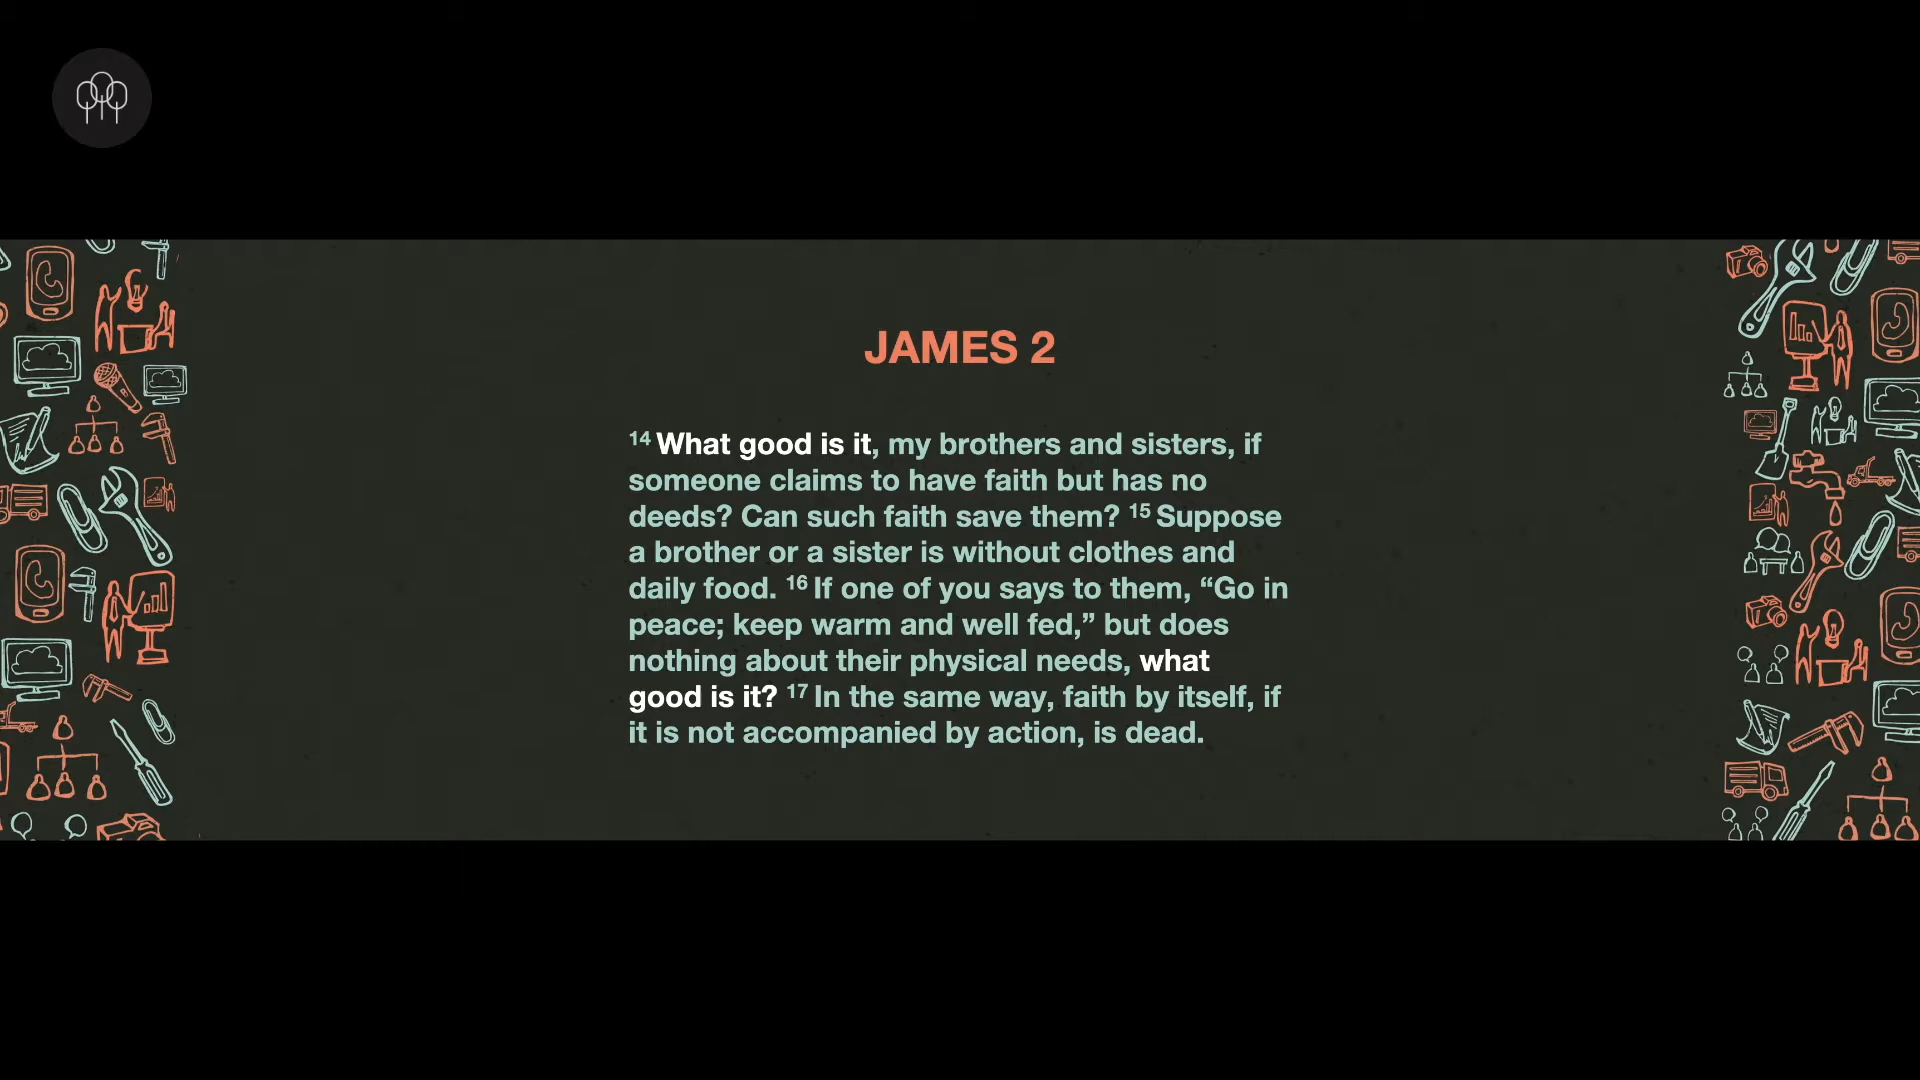 JAMES 2
14 What good is it, my brothers and sisters, if
someone claims to have faith but has no
deeds? Can such faith save them? 15 Suppose
a brother or a sister is without clothes and
daily food. 16 If one of you says to them, “Go in
peace; keep warm and well fed,” but does
nothing about their physical needs, what
good is it? 17 In the same way, faith by itself, if
it is not accompanied by action, is dead.